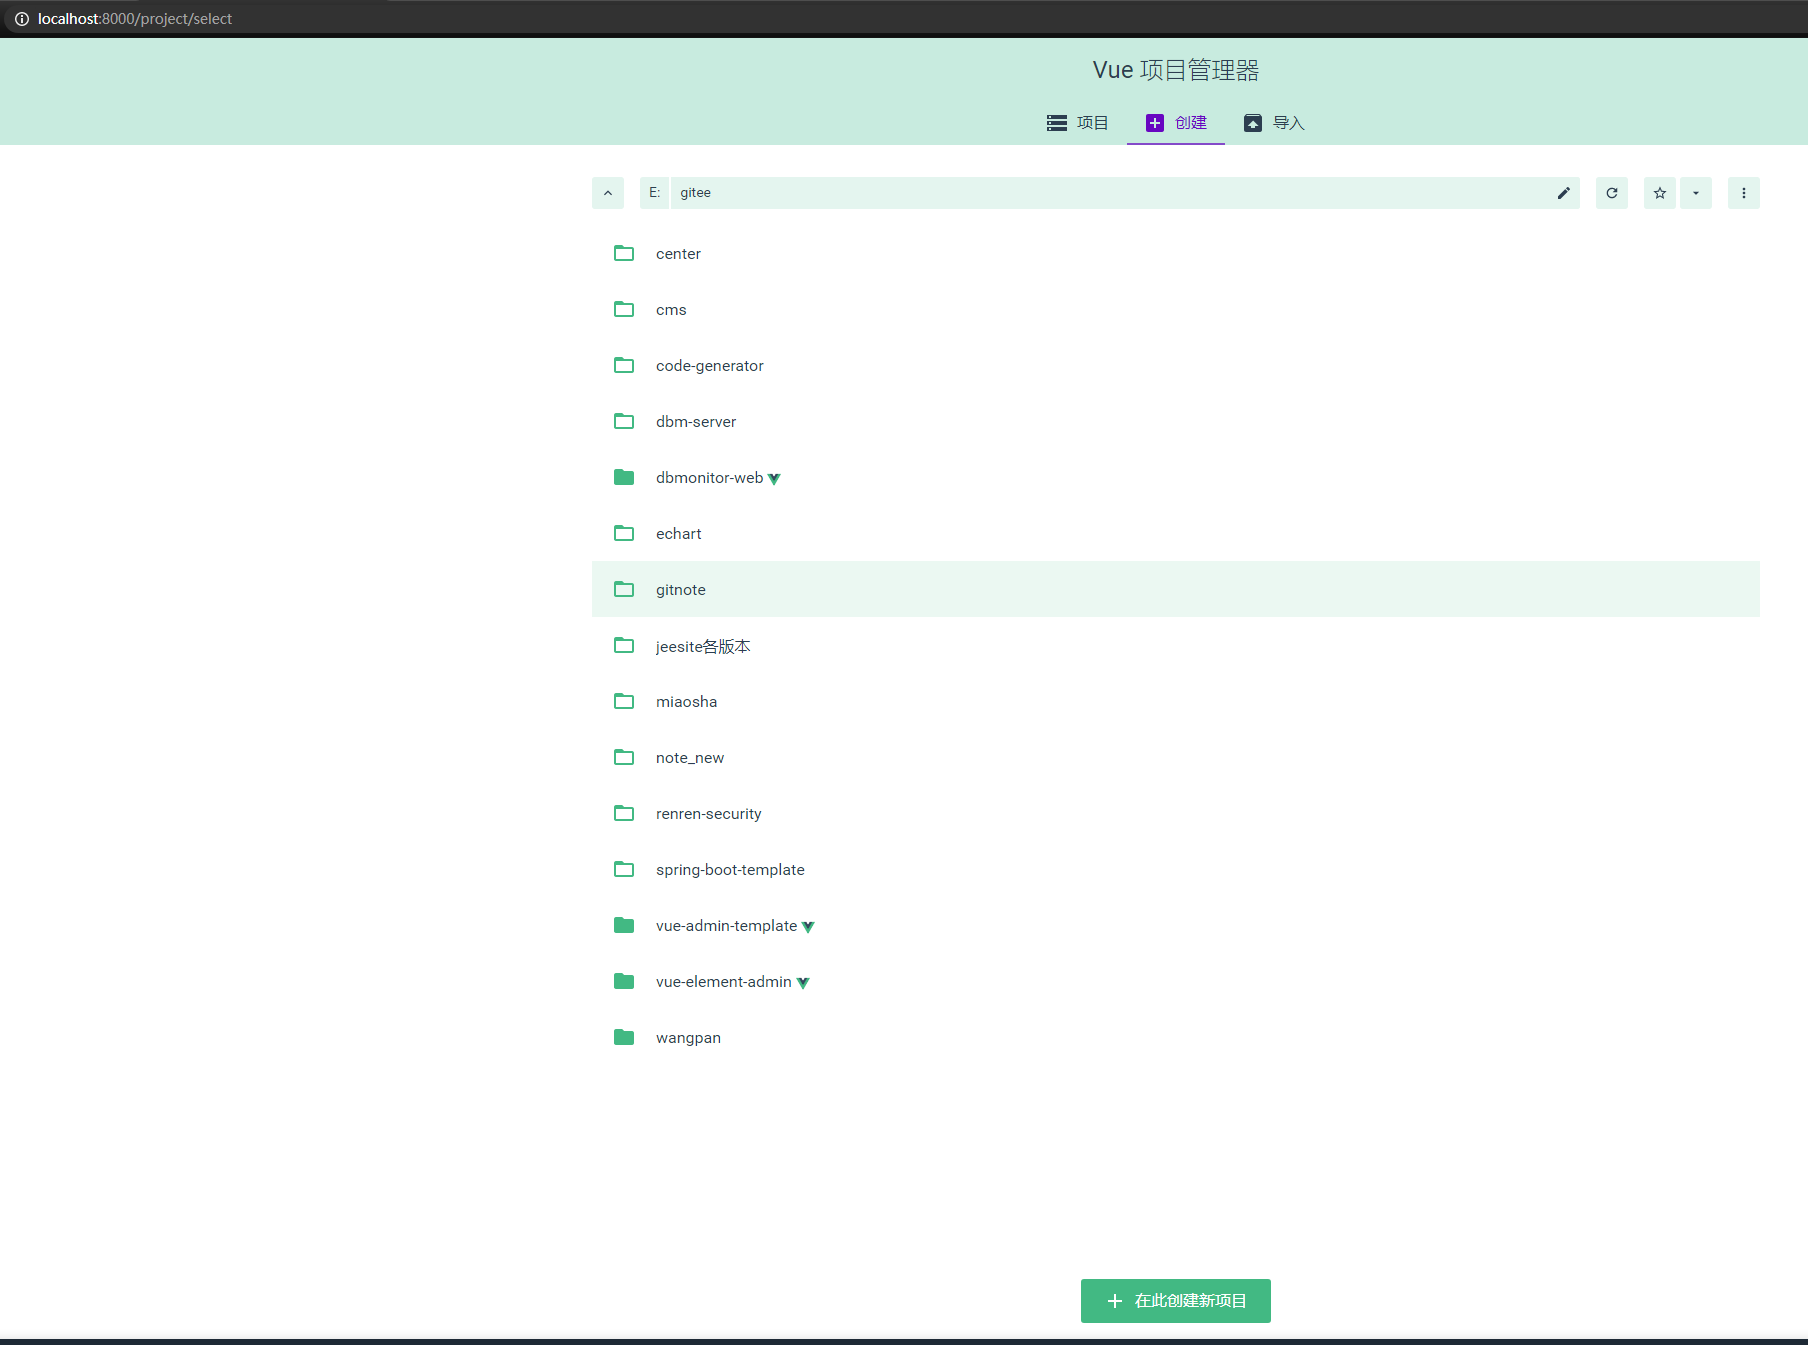 localhost:8000/project/select
Vue 项目管理器
项目 创建 导入
E: gitee
center
cms
code-generator
dbm-server
dbmonitor-web
echart
gitnote
jeesite各版本
miaosha
note_new
renren-security
spring-boot-template
vue-admin-template
vue-element-admin
wangpan
在此创建新项目